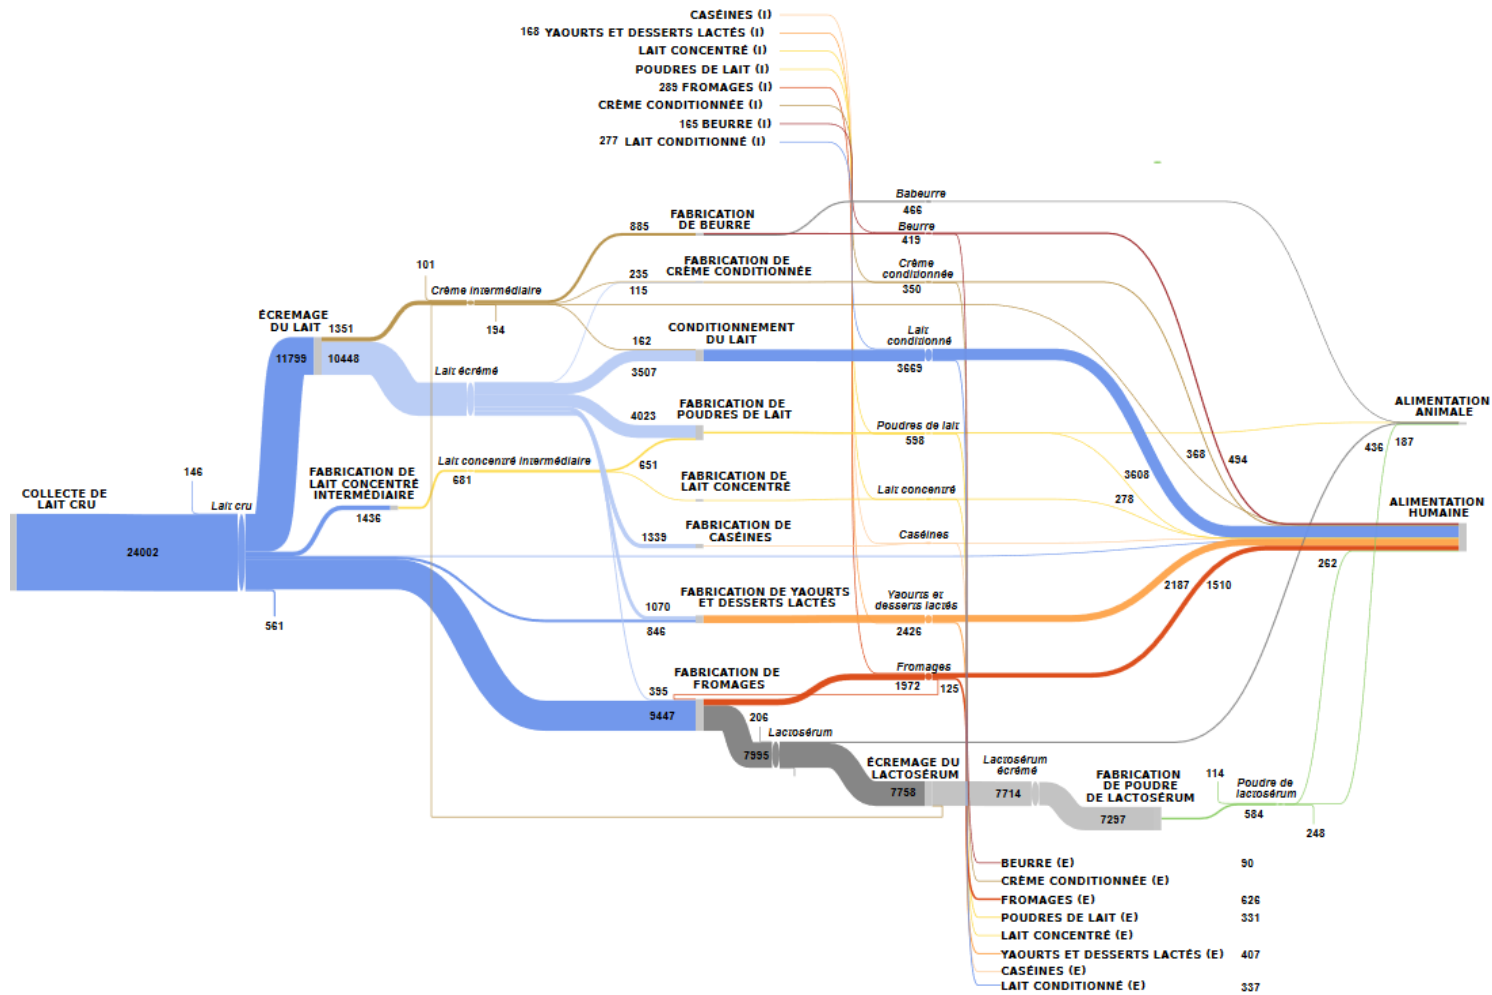 CASÉINES (I)
168 YAOURTS ET DESSERTS LACTÉS (I)
LAIT CONCENTRÉ (I)
POUDRES DE LAIT (I)
289 FROMAGES (I)
CRÈME CONDITIONNÉE (I)
165 BEURRE (I)
277 LAIT CONDITIONNÉ (I)
Babeurre
466
FABRICATION
DE BEURRE
885
Beurre
419
101
Crème intermédiaire
194
FABRICATION DE
CRÈME CONDITIONNÉE
235
115
Crème
conditionnée
350
ÉCREMAGE
DU LAIT
1351
11799
10448
Lait écrémé
CONDITIONNEMENT
DU LAIT
162
3507
Lait
conditionné
3669
FABRICATION DE
POUDRES DE LAIT
4023
Poudres de lait
598
ALIMENTATION
ANIMALE
436
187
368
494
3608
278
Lait concentré intermédiaire
681
651
FABRICATION DE
LAIT CONCENTRÉ
Lait concentré
FABRICATION DE
LAIT CONCENTRÉ
INTERMÉDIAIRE
1436
146
COLLECTE DE
LAIT CRU
Lait cru
24002
561
FABRICATION DE
CASÉINES
1339
Caséines
ALIMENTATION
HUMAINE
262
FABRICATION DE YAOURTS
ET DESSERTS LACTÉS
1070
846
Yaourts et
desserts lactés
2426
2187
1510
FABRICATION DE
FROMAGES
395
9447
Fromages
1972
125
206
Lactosérum
7995
ÉCREMAGE DU
LACTOSÉRUM
7758
Lactosérum
écrémé
7714
FABRICATION
DE POUDRE
DE LACTOSÉRUM
7297
114
Poudre de
lactosérum
584
248
BEURRE (E) 90
CRÈME CONDITIONNÉE (E)
FROMAGES (E) 626
POUDRES DE LAIT (E) 331
LAIT CONCENTRÉ (E)
YAOURTS ET DESSERTS LACTÉS (E) 407
CASÉINES (E)
LAIT CONDITIONNÉ (E) 337